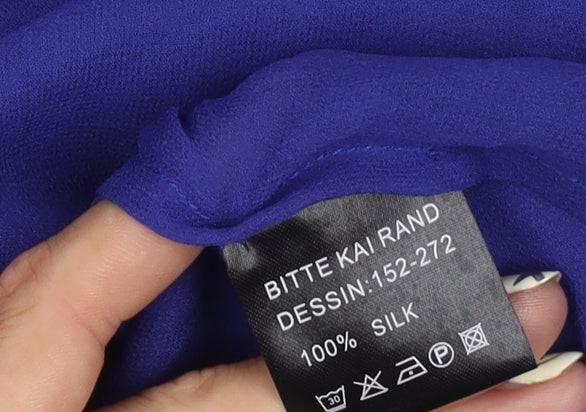 BITTE KAI RAND
DESSIN:152-272
100% SILK
30 P